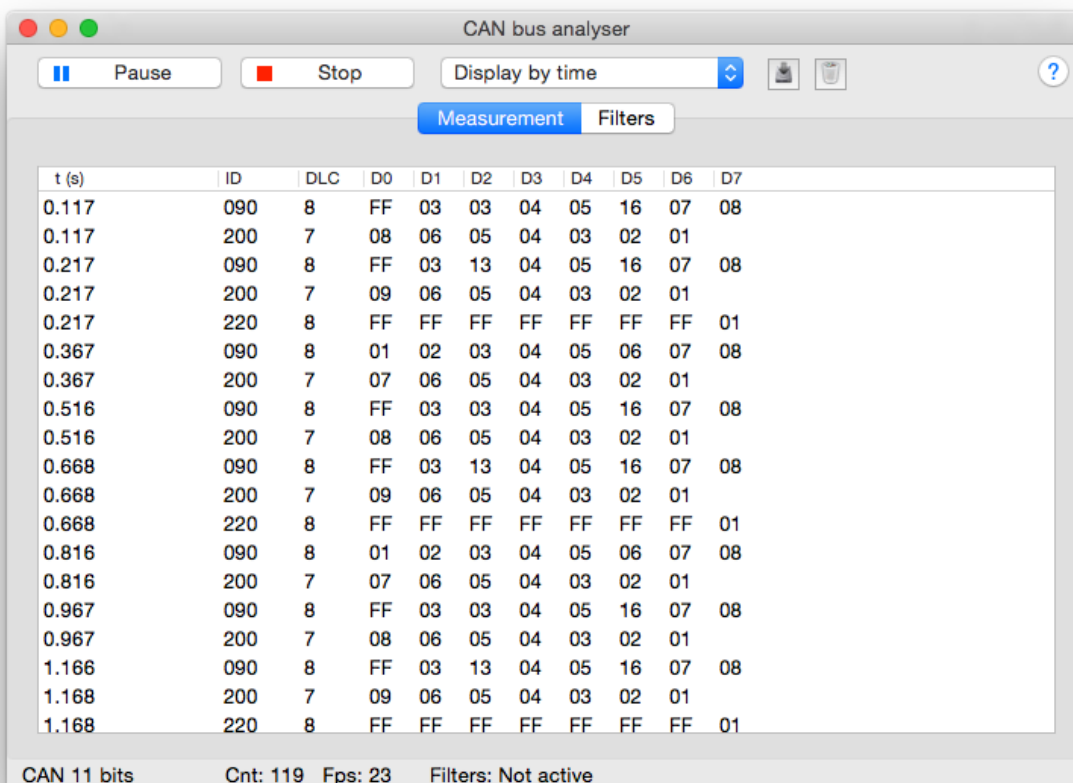 CAN bus analyser
Pause Stop Display by time ?
Measurement Filters
t (s) ID DLC D0 D1 D2 D3 D4 D5 D6 D7
0.117 090 8 FF 03 03 04 05 16 07 08
0.117 200 7 08 06 05 04 03 02 01
0.217 090 8 FF 03 13 04 05 16 07 08
0.217 200 7 09 06 05 04 03 02 01
0.217 220 8 FF FF FF FF FF FF FF 01
0.367 090 8 01 02 03 04 05 06 07 08
0.367 200 7 07 06 05 04 03 02 01
0.516 090 8 FF 03 03 04 05 16 07 08
0.516 200 7 08 06 05 04 03 02 01
0.668 090 8 FF 03 13 04 05 16 07 08
0.668 200 7 09 06 05 04 03 02 01
0.668 220 8 FF FF FF FF FF FF FF 01
0.816 090 8 01 02 03 04 05 06 07 08
0.816 200 7 07 06 05 04 03 02 01
0.967 090 8 FF 03 03 04 05 16 07 08
0.967 200 7 08 06 05 04 03 02 01
1.166 090 8 FF 03 13 04 05 16 07 08
1.168 200 7 09 06 05 04 03 02 01
1.168 220 8 FF FF FF FF FF FF FF 01
CAN 11 bits Cnt: 119 Fps: 23 Filters: Not active